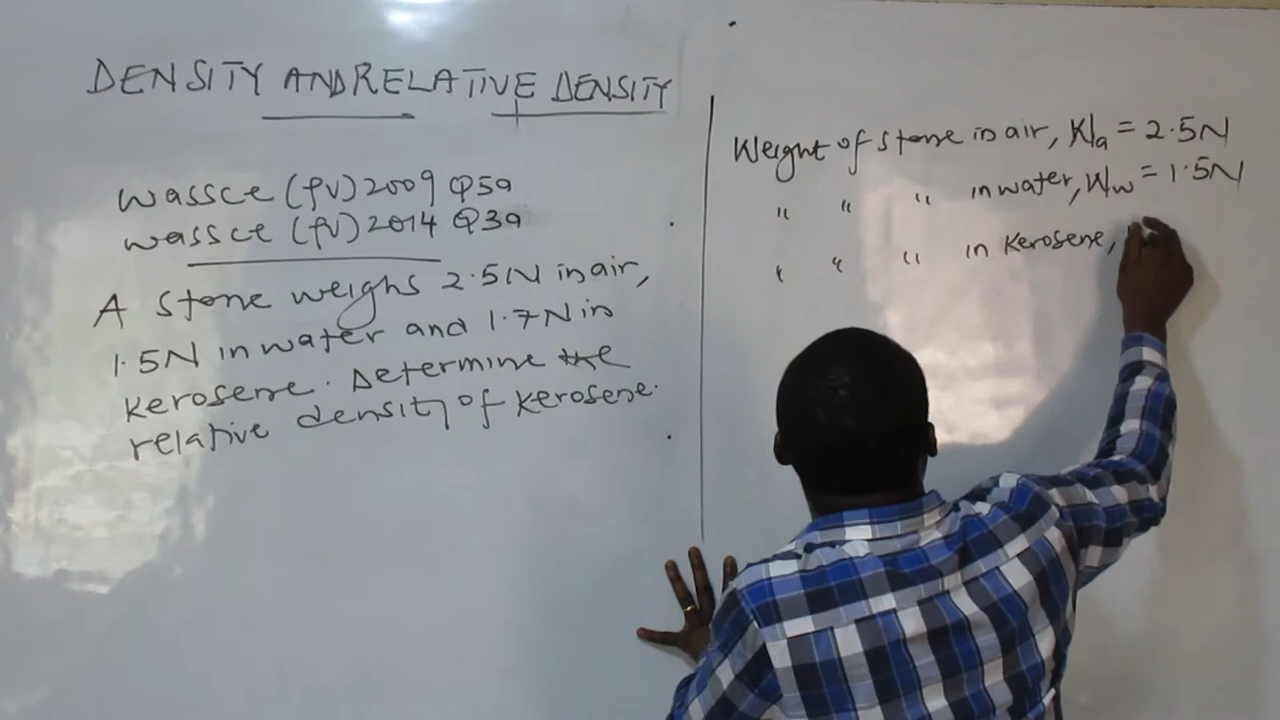 DENSITY AND RELATIVE DENSITY
WASSCE (PV) 2009 Q5a
WASSCE (PV) 2014 Q3a
A stone weighs 2.5N in air,
1.5N in water and 1.7N in
kerosene. Determine the
relative density of kerosene.
Weight of stone in air, Wa = 2.5N
" " " in water, Ww = 1.5N
" " " in kerosene,